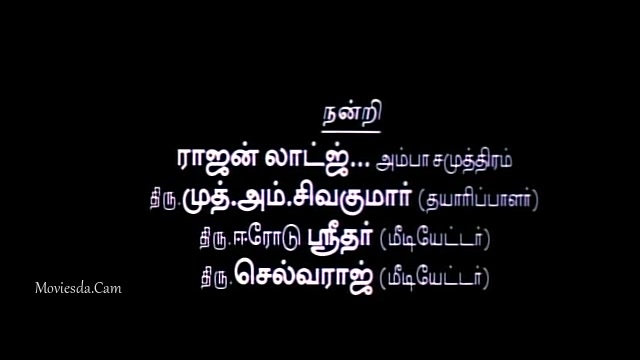 நன்றி
ராஜன் லாட்ஜ்... அம்பாசமுத்திரம்
திரு.முத்.அம்.சிவகுமார் (தயாரிப்பாளர்)
திரு.ஈரோடு ஸ்ரீதர் (மீடியேட்டர்)
திரு.செல்வராஜ் (மீடியேட்டர்)
Moviesda.Cam